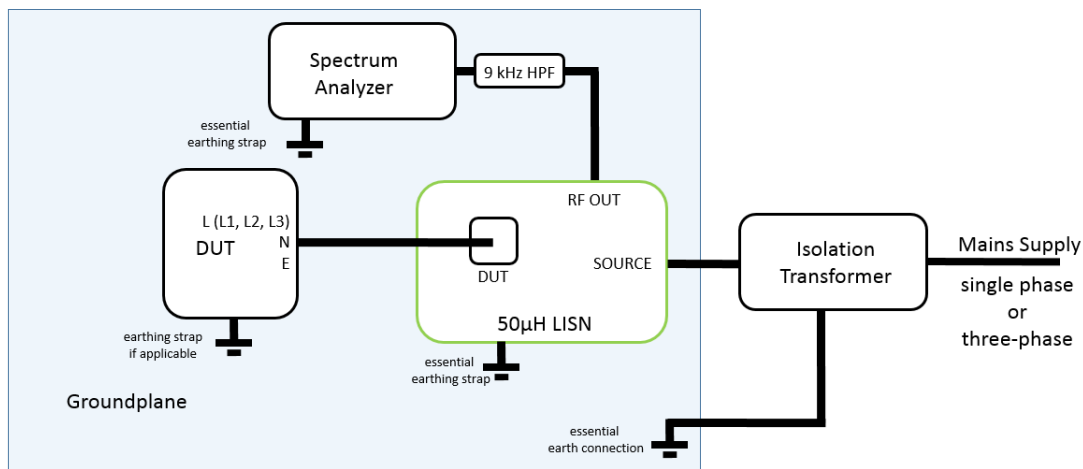 Spectrum
Analyzer
9 kHz HPF
essential
earthing strap
RF OUT
L (L1, L2, L3)
DUT
N
E
DUT
SOURCE
50µH LISN
Isolation
Transformer
Mains Supply
single phase
or
three-phase
earthing strap
if applicable
essential
earthing strap
Groundplane
essential
earth connection